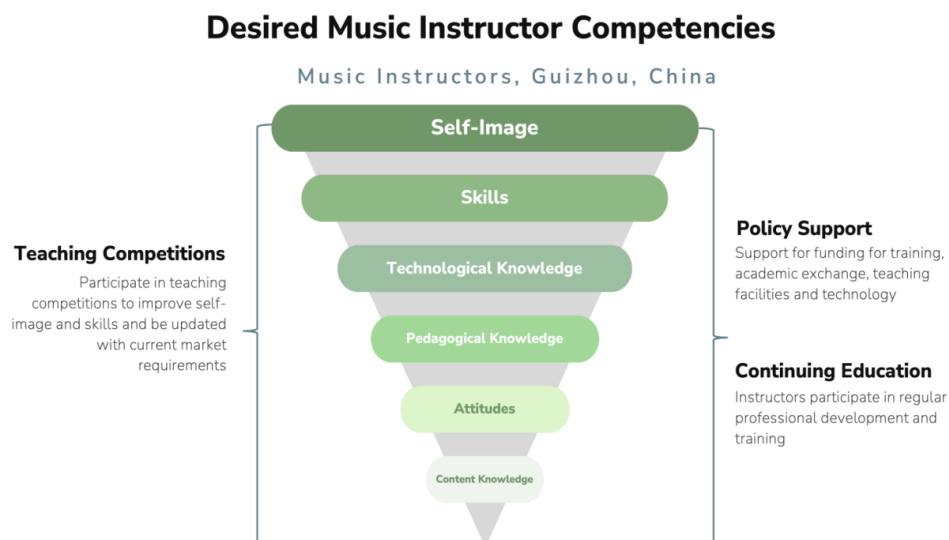 Desired Music Instructor Competencies
Music Instructors, Guizhou, China
Self-Image
Skills
Technological Knowledge
Pedagogical Knowledge
Attitudes
Content Knowledge
Teaching Competitions
Participate in teaching
competitions to improve self-
image and skills and be updated
with current market
requirements
Policy Support
Support for funding for training,
academic exchange, teaching
facilities and technology
Continuing Education
Instructors participate in regular
professional development and
training